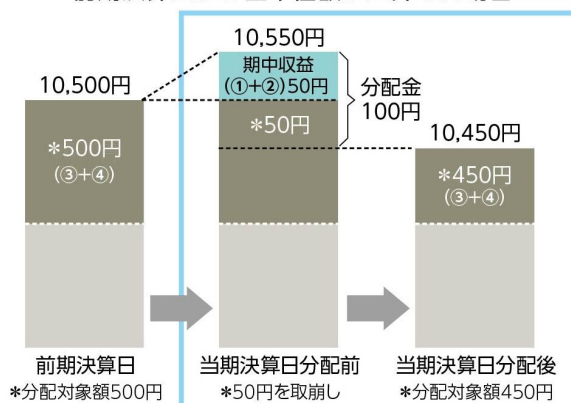 10,550円
期中収益
(①+②)50円
分配金
100円
10,500円
*500円
(③+④)
*50円
10,450円
*450円
(③+④)
前期決算日
*分配対象額500円
当期決算日分配前
*50円を取崩し
当期決算日分配後
*分配対象額450円